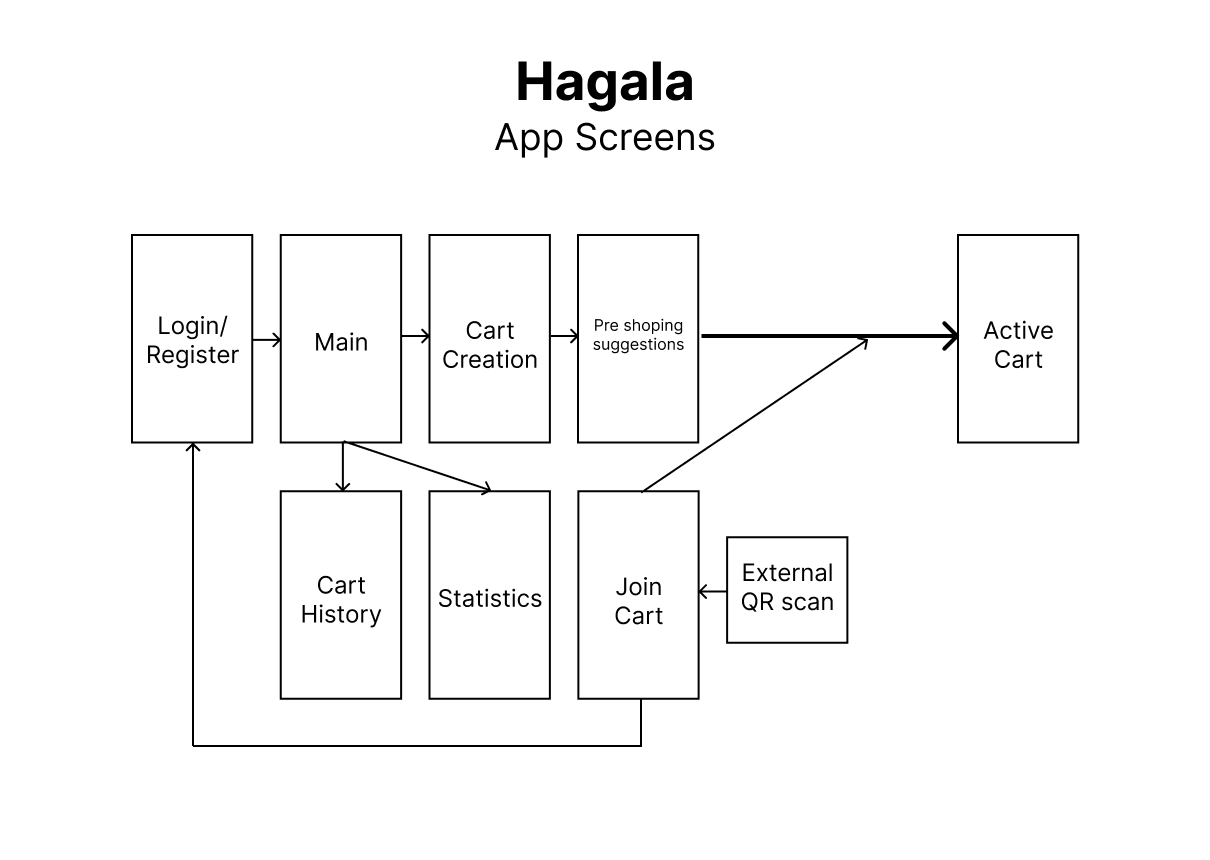 Hagala
App Screens
Login/
Register
Main
Cart
Creation
Pre shoping
suggestions
Active
Cart
Cart
History
Statistics
Join
Cart
External
QR scan